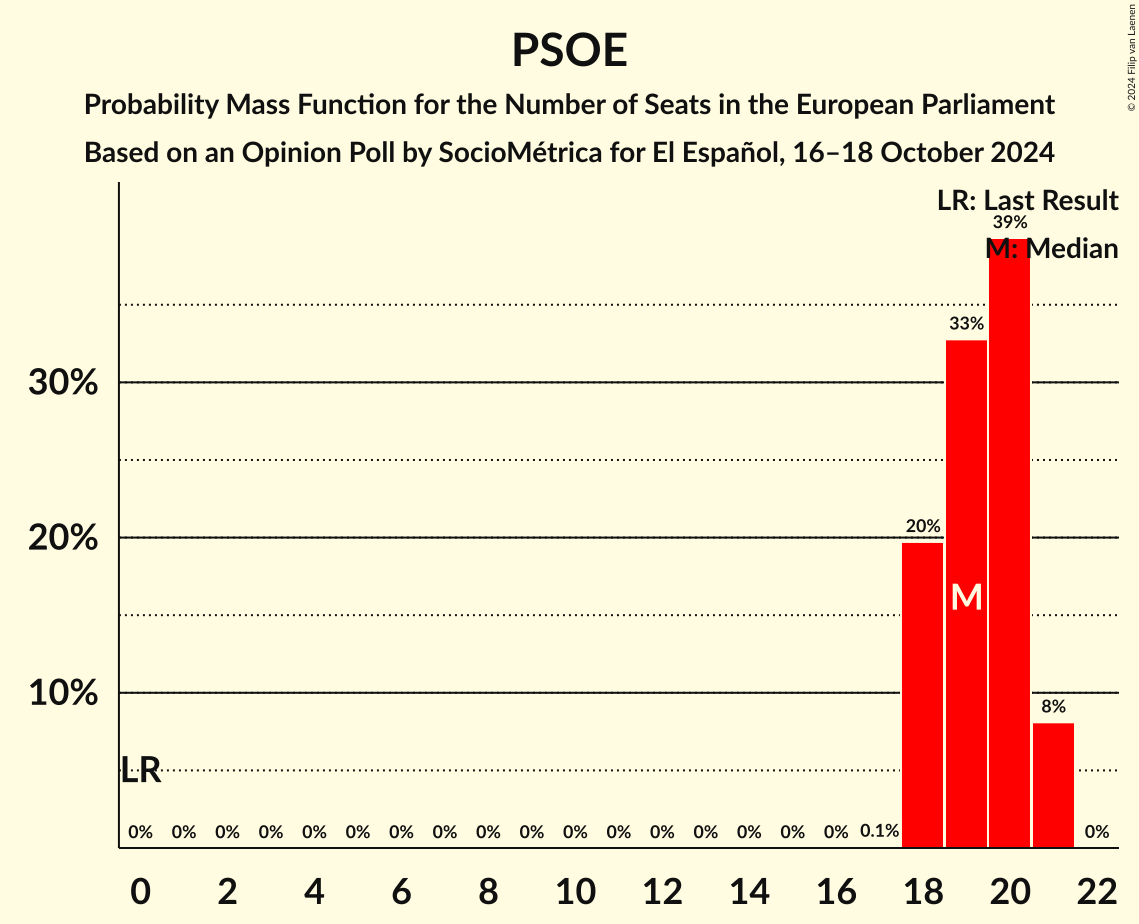 PSOE
Probability Mass Function for the Number of Seats in the European Parliament
Based on an Opinion Poll by SocioMétrica for El Español, 16–18 October 2024
© 2024 Filip van Laenen
LR: Last Result
39%
M: Median
33%
30%
20%
20%
M
10%
8%
LR
0% 0% 0% 0% 0% 0% 0% 0% 0% 0% 0% 0% 0% 0% 0% 0% 0% 0.1% 0%
0 2 4 6 8 10 12 14 16 18 20 22